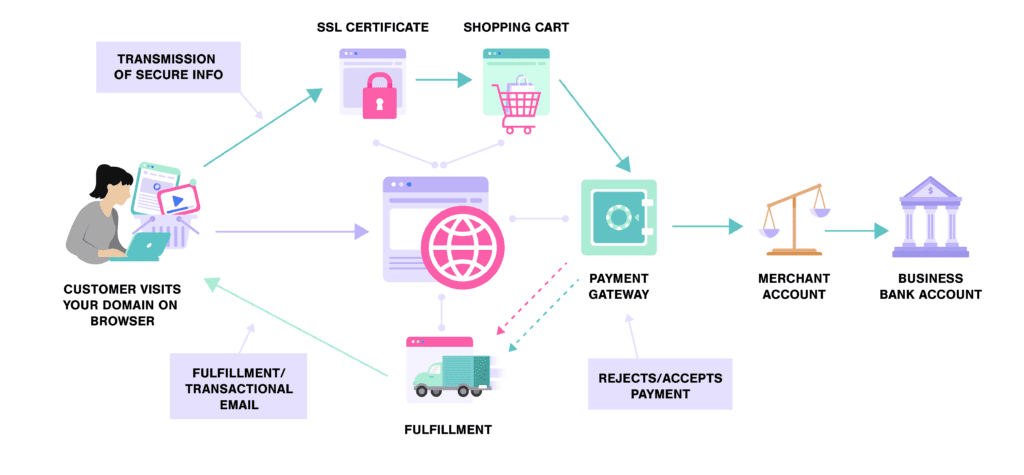 SSL CERTIFICATE
SHOPPING CART
TRANSMISSION
OF SECURE INFO
CUSTOMER VISITS
YOUR DOMAIN ON
BROWSER
PAYMENT
GATEWAY
MERCHANT
ACCOUNT
BUSINESS
BANK ACCOUNT
$
FULFILLMENT/
TRANSACTIONAL
EMAIL
FULFILLMENT
REJECTS/ACCEPTS
PAYMENT